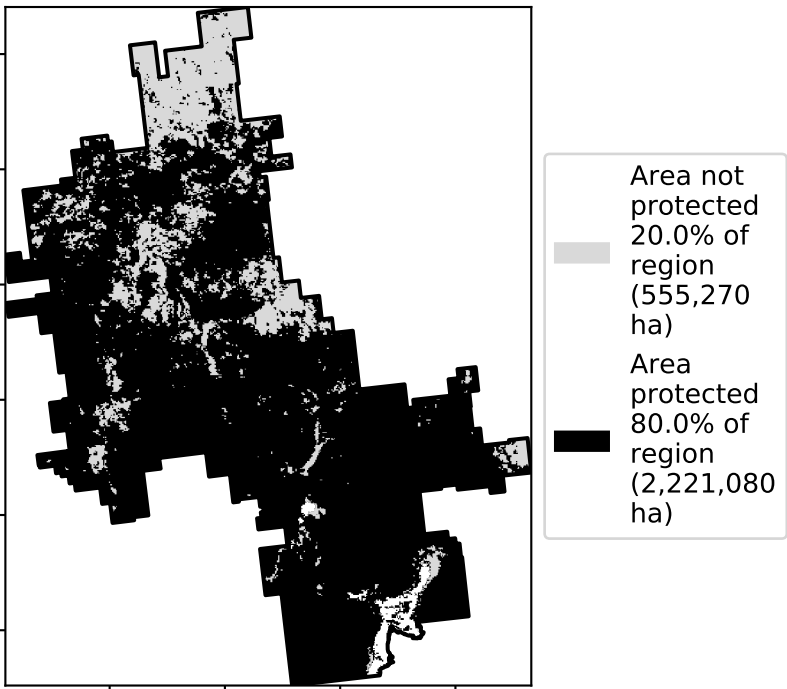 Area not
protected
20.0% of
region
(555,270
ha)
Area
protected
80.0% of
region
(2,221,080
ha)